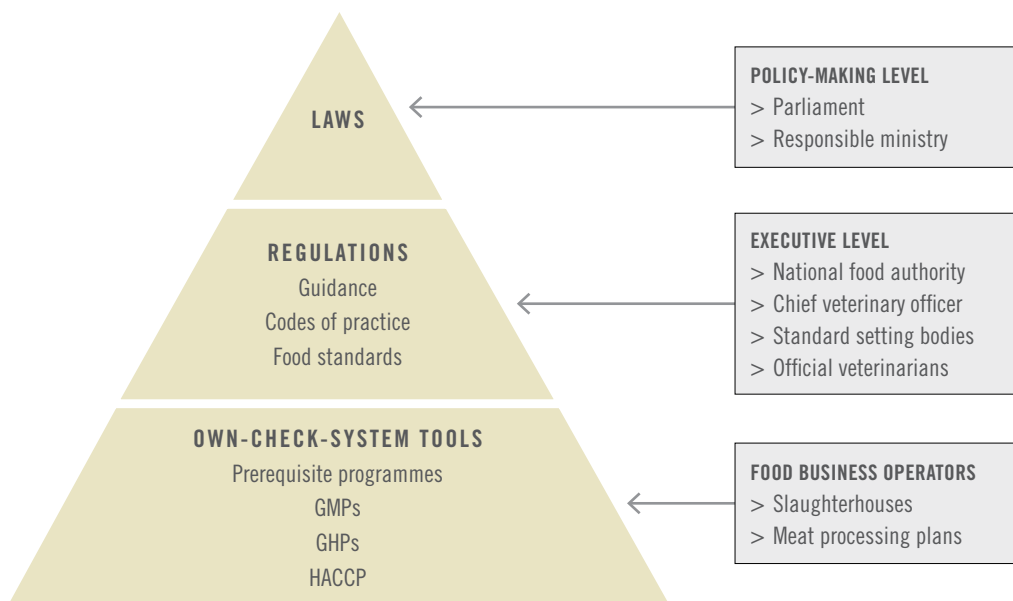 LAWS
POLICY-MAKING LEVEL
> Parliament
> Responsible ministry
REGULATIONS
Guidance
Codes of practice
Food standards
EXECUTIVE LEVEL
> National food authority
> Chief veterinary officer
> Standard setting bodies
> Official veterinarians
OWN-CHECK-SYSTEM TOOLS
Prerequisite programmes
GMPs
GHPs
HACCP
FOOD BUSINESS OPERATORS
> Slaughterhouses
> Meat processing plans